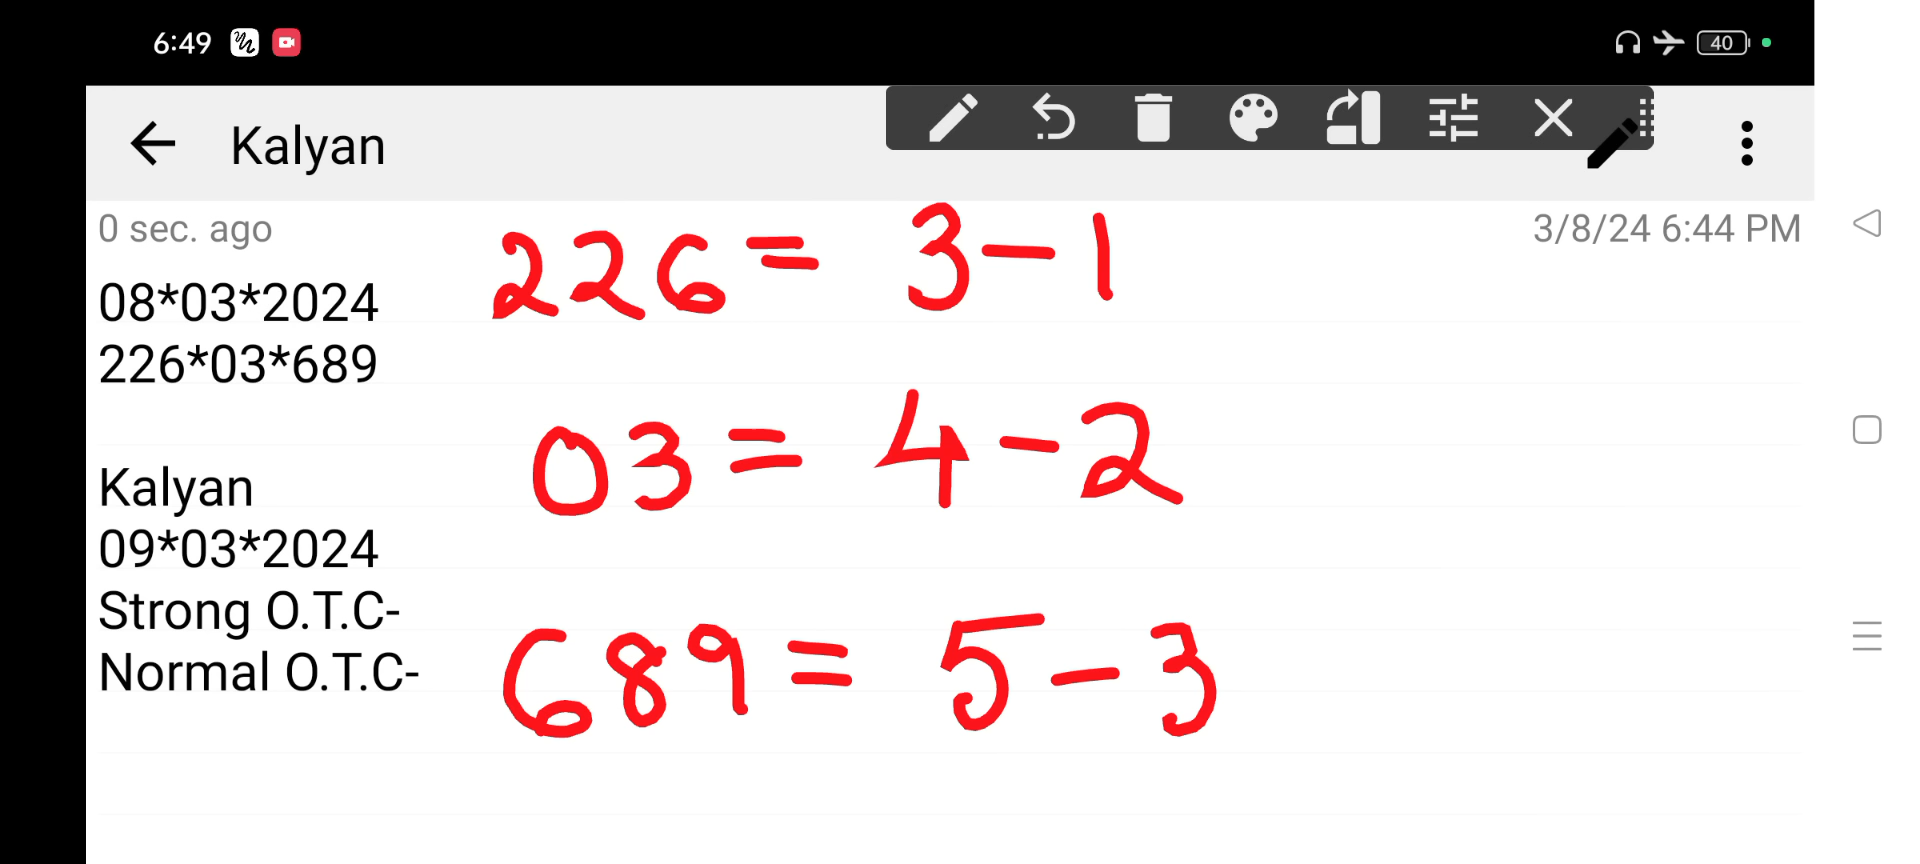 6:49
40
Kalyan
0 sec. ago
3/8/24 6:44 PM
08*03*2024
226*03*689
Kalyan
09*03*2024
Strong O.T.C-
Normal O.T.C-
226= 3-1
03= 4-2
689= 5-3